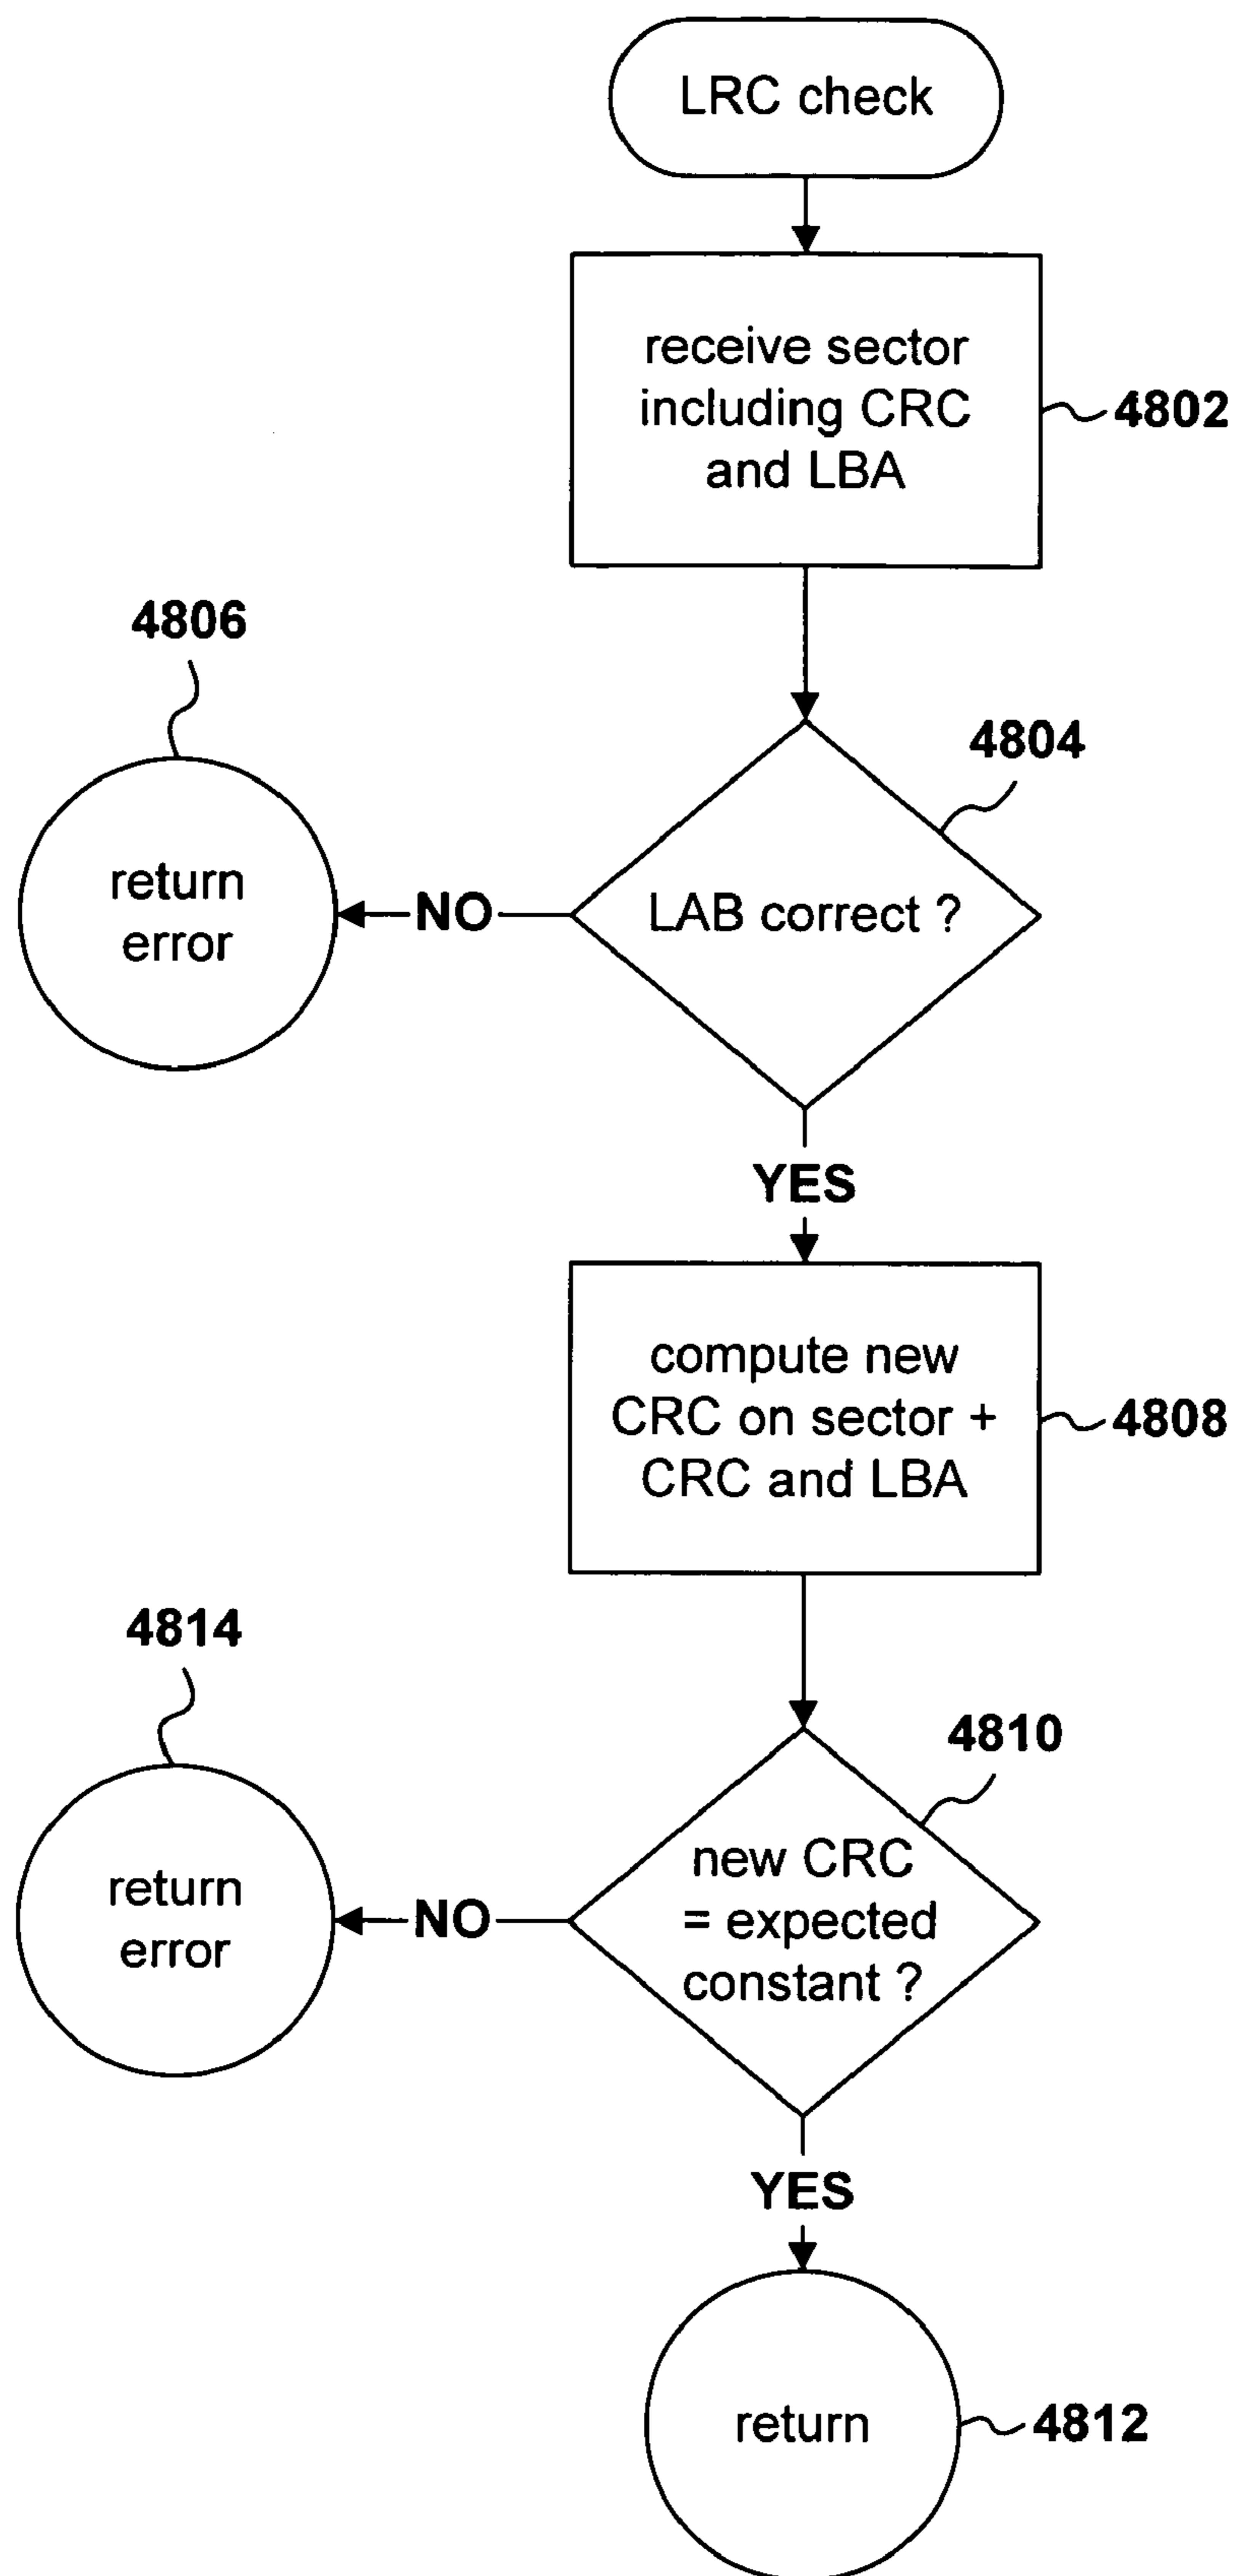 LRC check
receive sector
including CRC
and LBA
4802
4806
4804
return
error
NO
LAB correct ?
YES
compute new
CRC on sector +
CRC and LBA
4808
4814
4810
return
error
NO
new CRC
= expected
constant ?
YES
return
4812